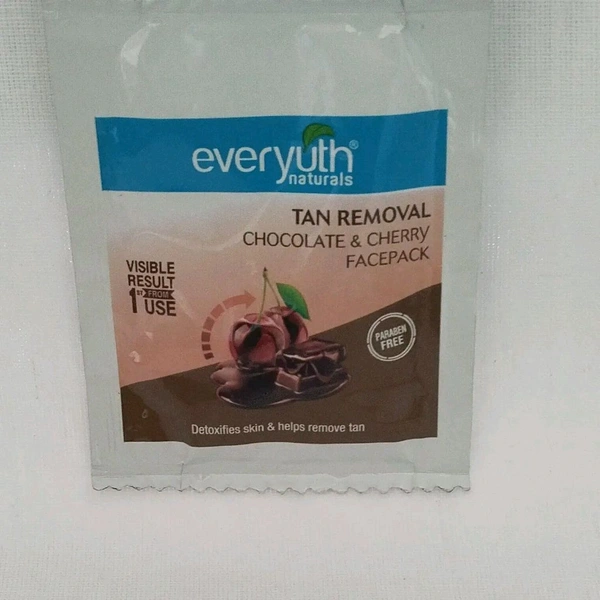 everyuth®
naturals
TAN REMOVAL
CHOCOLATE & CHERRY
FACEPACK
VISIBLE
RESULT
1ST FROM
USE
PARABEN
FREE
Detoxifies skin & helps remove tan